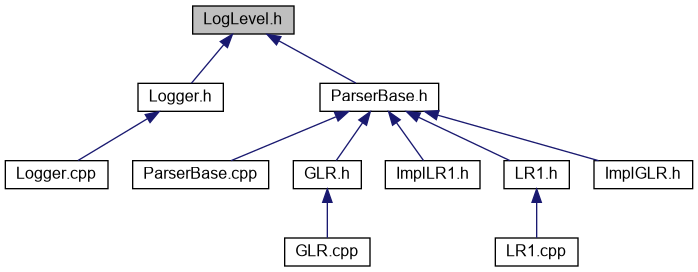 LogLevel.h
Logger.h
ParserBase.h
Logger.cpp
ParserBase.cpp
GLR.h
ImplLR1.h
LR1.h
ImplGLR.h
GLR.cpp
LR1.cpp